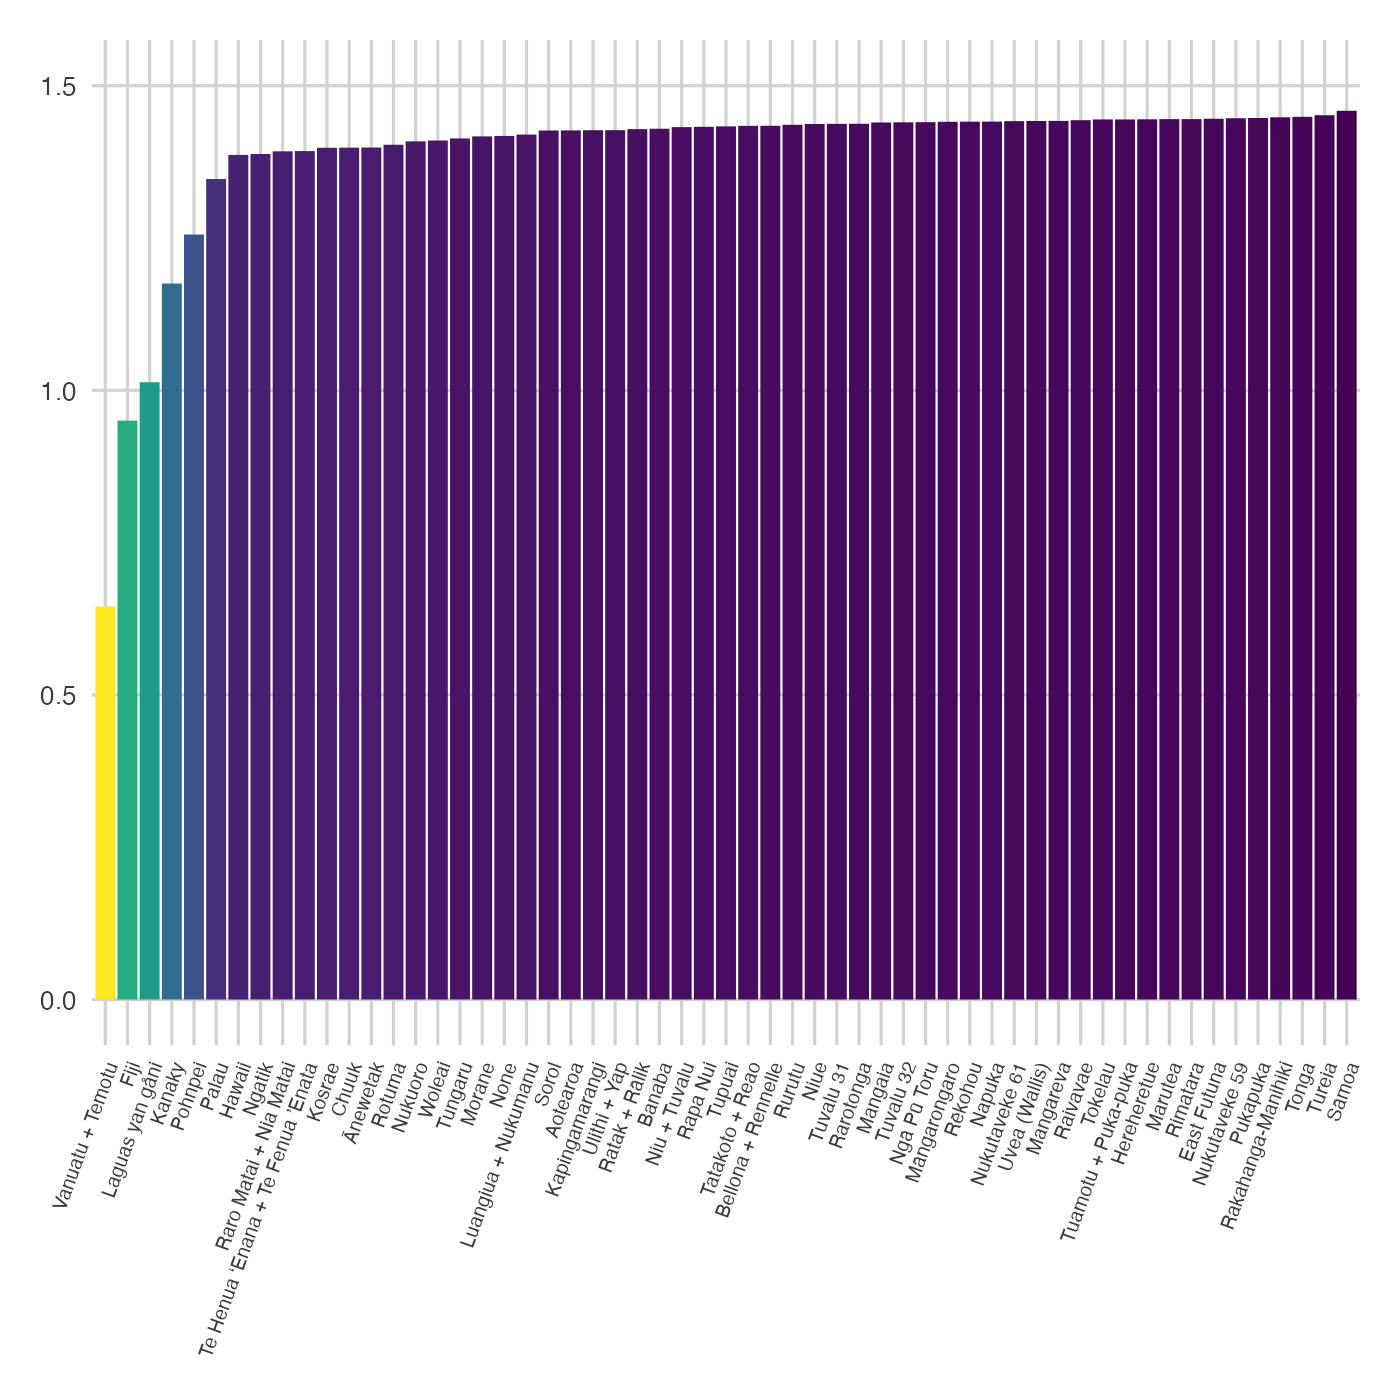 1.5
1.0
0.5
0.0
Vanuatu + Temotu
Fiji
Laguas yan gåni
Kanaky
Pohnpei
Palau
Hawaii
Ngatik
Raro Matai + Nia Matai
Te Henua ‘Enana + Te Fenua ‘Enata
Kosrae
Chuuk
Ānewetak
Rotuma
Nukuoro
Woleai
Tungaru
Morane
None
Luangiua + Nukumanu
Sorol
Aotearoa
Kapingamarangi
Ulithi + Yap
Ratak + Ralik
Banaba
Niu + Tuvalu
Rapa Nui
Tupuai
Tatakoto + Reao
Bellona + Rennelle
Rurutu
Niue
Tuvalu 31
Rarotonga
Mangaia
Tuvalu 32
Nga Pu Toru
Mangarongaro
Rekohou
Napuka
Nukutaveke 61
Uvea (Wallis)
Mangareva
Raivavae
Tokelau
Tuamotu + Puka-puka
Hereheretue
Marutea
Rimatara
East Futuna
Nukutaveke 59
Pukapuka
Rakahanga-Manihiki
Tonga
Tureia
Samoa